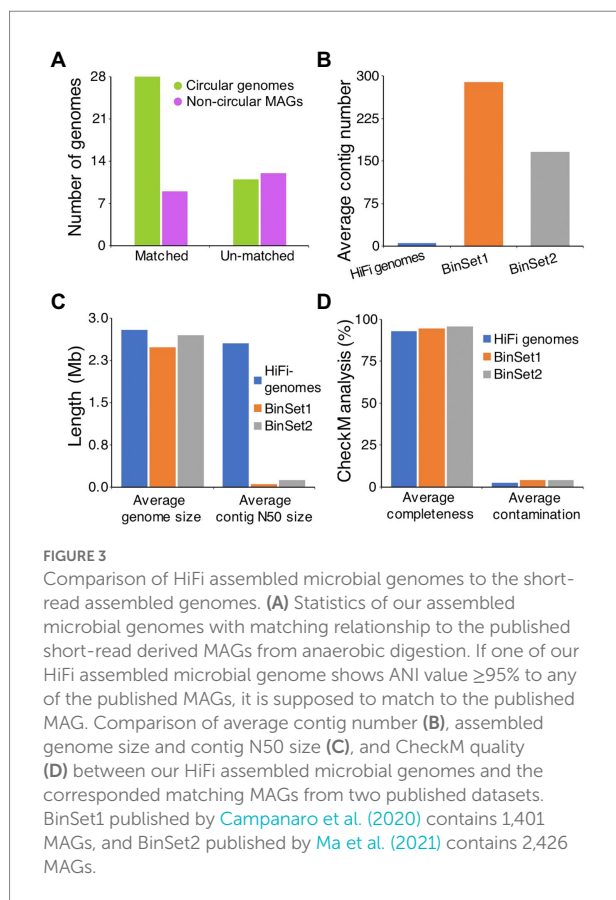 A
Number of genomes
28
21
14
7
0
Circular genomes
Non-circular MAGs
Matched
Un-matched
B
Average contig number
300
225
150
75
0
HiFi genomes
BinSet1
BinSet2
C
Length (Mb)
3.0
2.3
1.5
0.8
0.0
HiFi-
genomes
BinSet1
BinSet2
Average
genome size
Average
contig N50 size
D
CheckM analysis (%)
100
75
50
25
0
HiFi genomes
BinSet1
BinSet2
Average
completeness
Average
contamination
FIGURE 3
Comparison of HiFi assembled microbial genomes to the short-
read assembled genomes. (A) Statistics of our assembled
microbial genomes with matching relationship to the published
short-read derived MAGs from anaerobic digestion. If one of our
HiFi assembled microbial genome shows ANI value ≥95% to any
of the published MAGs, it is supposed to match to the published
MAG. Comparison of average contig number (B), assembled
genome size and contig N50 size (C), and CheckM quality
(D) between our HiFi assembled microbial genomes and the
corresponded matching MAGs from two published datasets.
BinSet1 published by Campanaro et al. (2020) contains 1,401
MAGs, and BinSet2 published by Ma et al. (2021) contains 2,426
MAGs.